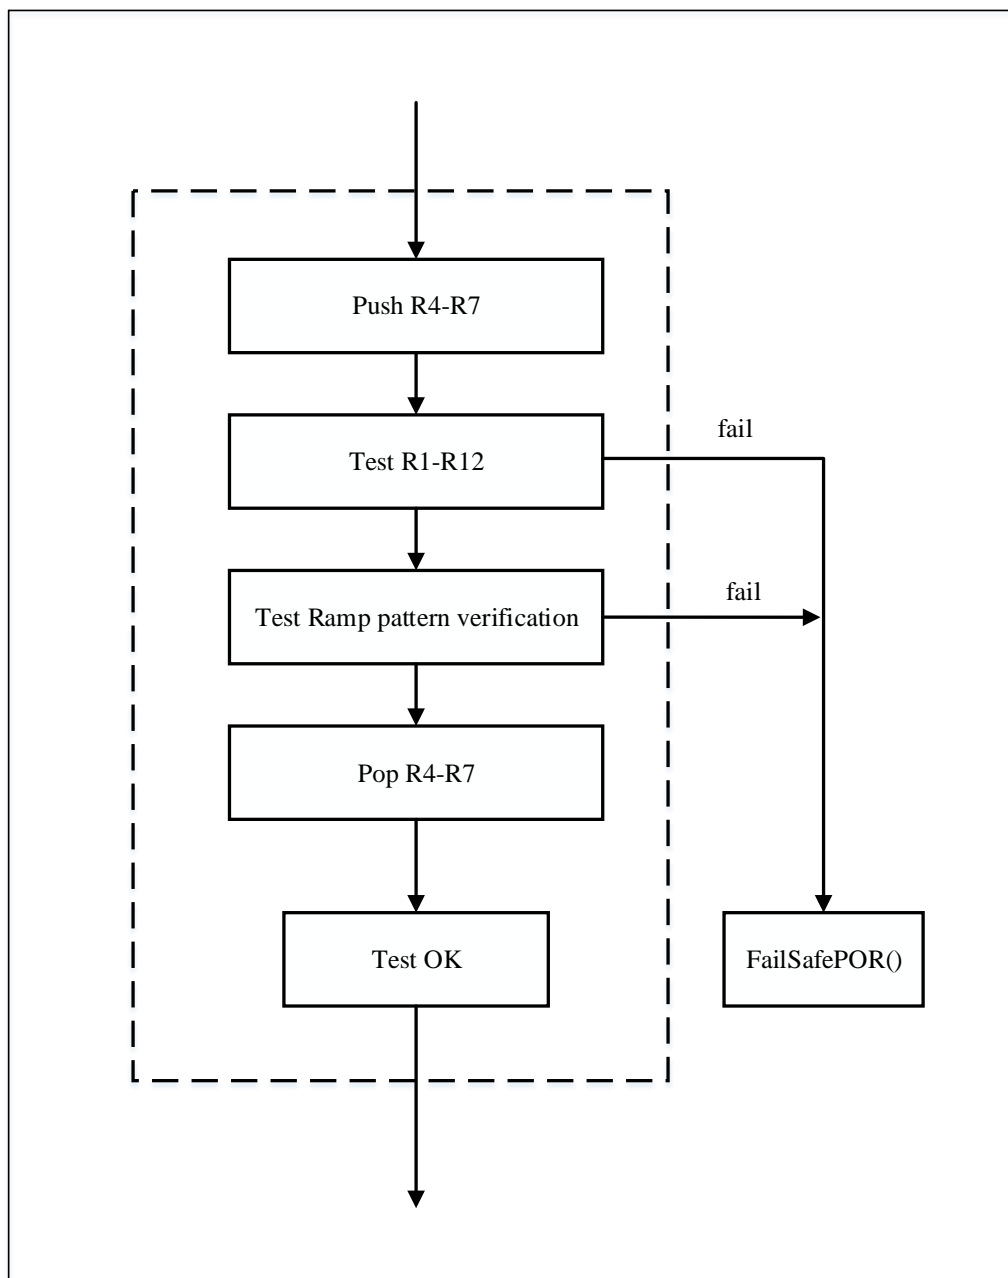 Push R4-R7
Test R1-R12
fail
Test Ramp pattern verification
fail
Pop R4-R7
Test OK
FailSafePOR()